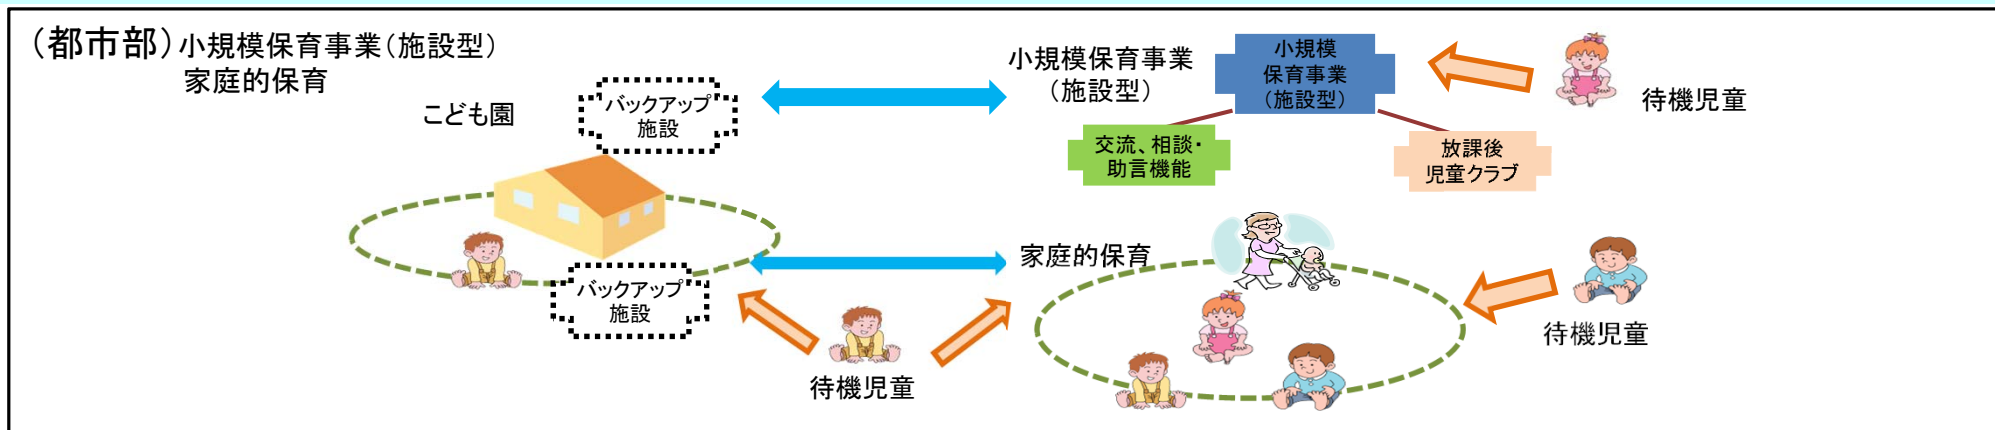 (都市部)小規模保育事業(施設型)
家庭的保育
こども園
バックアップ
施設
小規模保育事業
(施設型)
小規模
保育事業
(施設型)
待機児童
交流、相談・
助言機能
放課後
児童クラブ
家庭的保育
バックアップ
施設
待機児童
待機児童